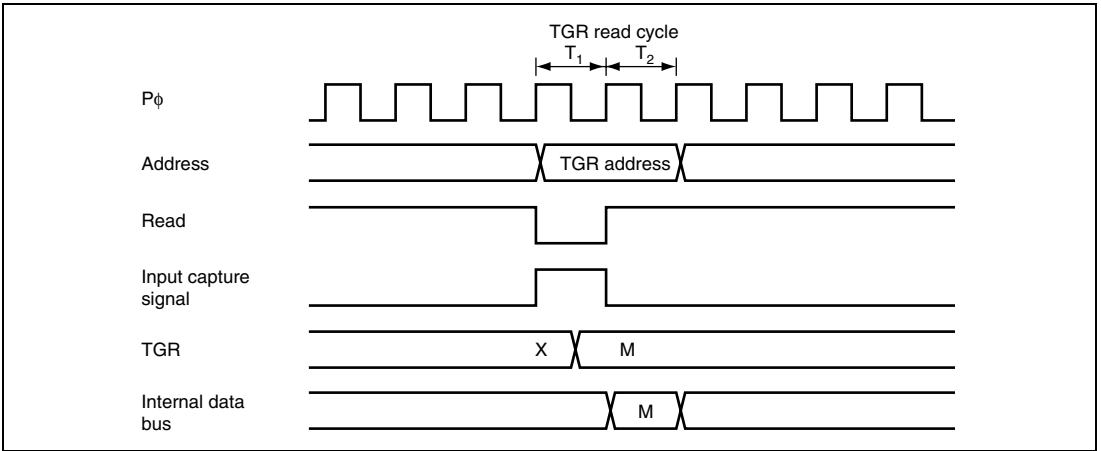 TGR read cycle
T1 T2
Pϕ
Address
TGR address
Read
Input capture
signal
TGR
X M
Internal data
bus
M